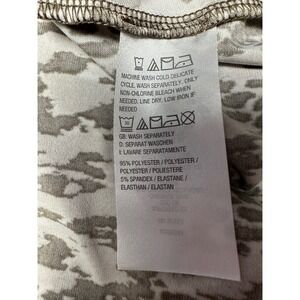 MACHINE WASH COLD DELICATE
CYCLE, WASH SEPARATELY. ONLY
NON-CHLORINE BLEACH WHEN
NEEDED. LINE DRY. LOW IRON IF
NEEDED
30
GB: WASH SEPARATELY
D: SEPARAT WASCHEN
I: LAVARE SEPARATAMENTE
95% POLYESTER / POLYESTER /
POLYESTER / POLIESTERE
5% SPANDEX / ELASTANE /
ELASTHAN / ELASTAN